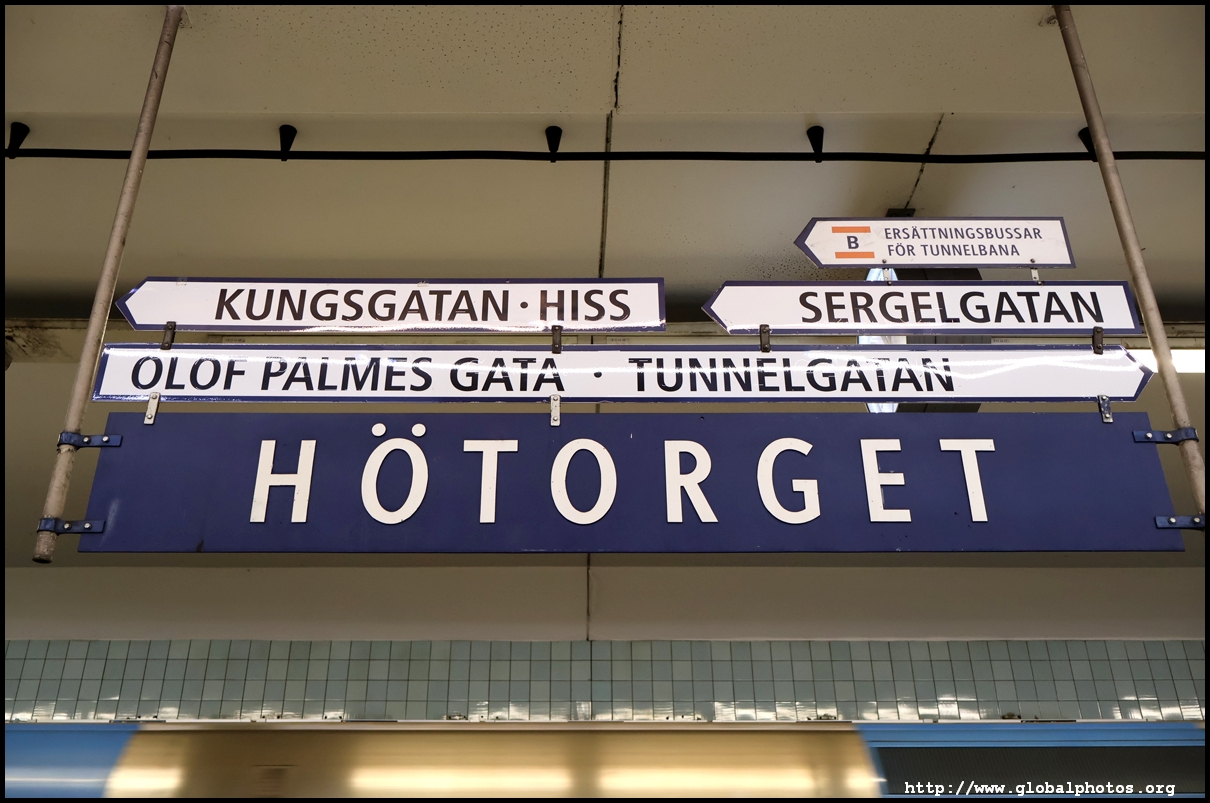 B ERSÄTTNINGSBUSSAR
FÖR TUNNELBANA
KUNGSGATAN · HISS
SERGELGATAN
OLOF PALMES GATA · TUNNELGATAN
HÖTORGET
http://www.globalphotos.org